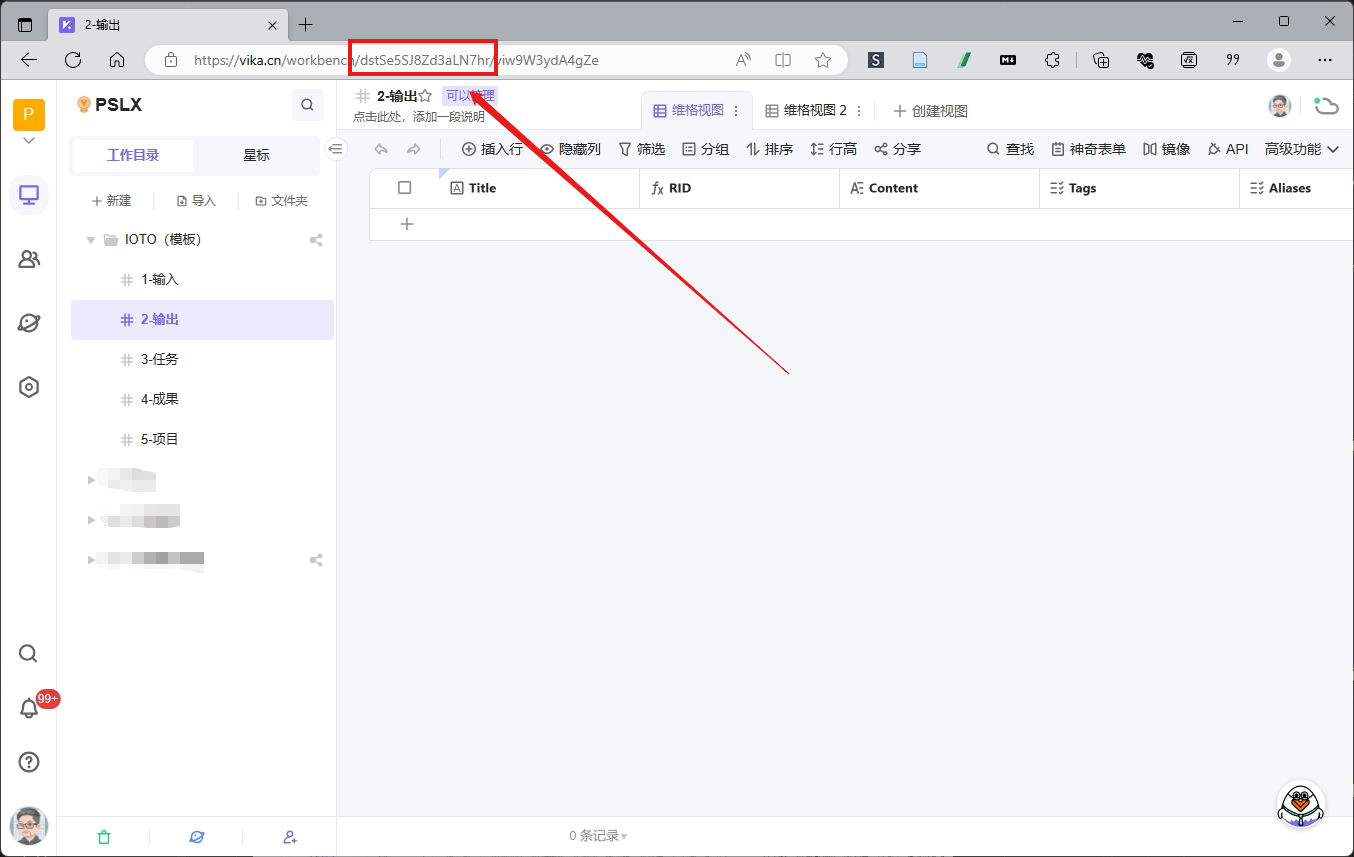 2-输出
https://vika.cn/workbench/dstSe5SJ8Zd3aLN7hr/viw9W3ydA4gZe
P
PSLX
工作目录
星标
新建
导入
文件夹
IOTO（模板）
1-输入
2-输出
3-任务
4-成果
5-项目
99+
2-输出
可以管理
点击此处，添加一段说明
维格视图
维格视图 2
创建视图
插入行
隐藏列
筛选
分组
排序
行高
分享
查找
神奇表单
镜像
API
高级功能
Title
RID
Content
Tags
Aliases
0 条记录